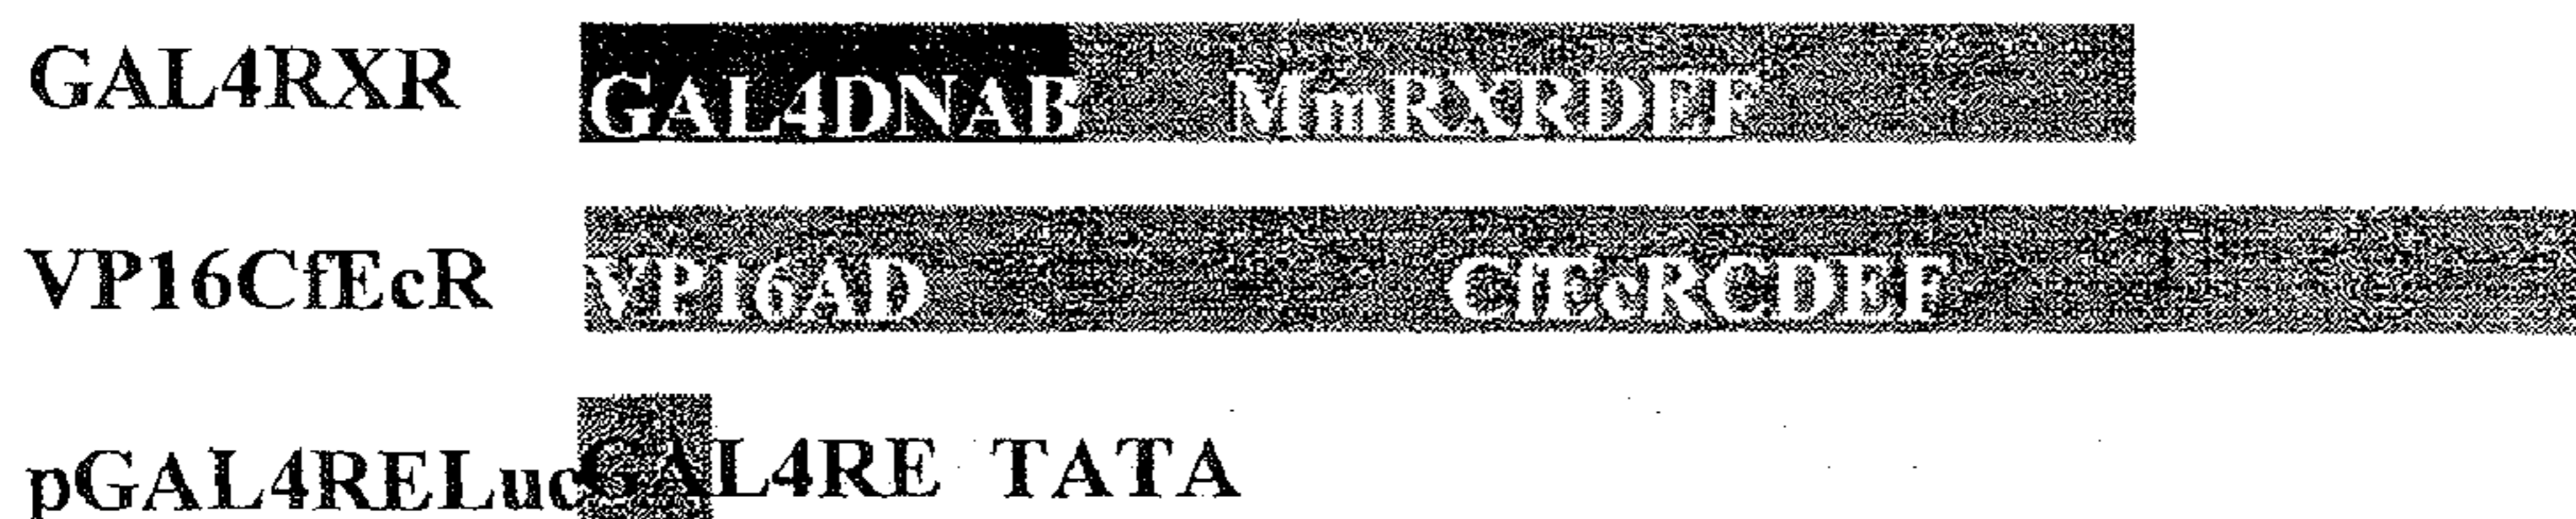 GAL4RXR GAL4DNAB MmRXRDEF
VP16CfEcR VP16AD CfEcRCDEF
pGAL4RELuc GAL4RE TATA